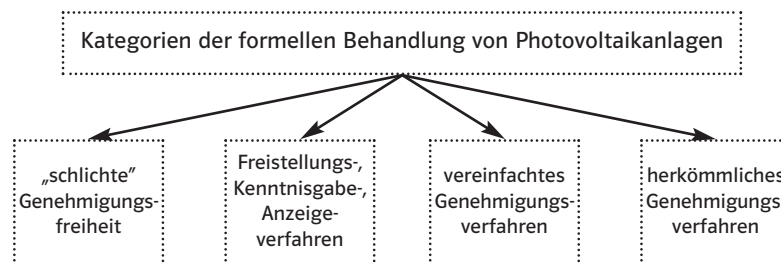 Kategorien der formellen Behandlung von Photovoltaikanlagen
„schlichte”
Genehmigungs-
freiheit
Freistellungs-,
Kenntnisgabe-,
Anzeige-
verfahren
vereinfachtes
Genehmigungs-
verfahren
herkömmliches
Genehmigungs
verfahren